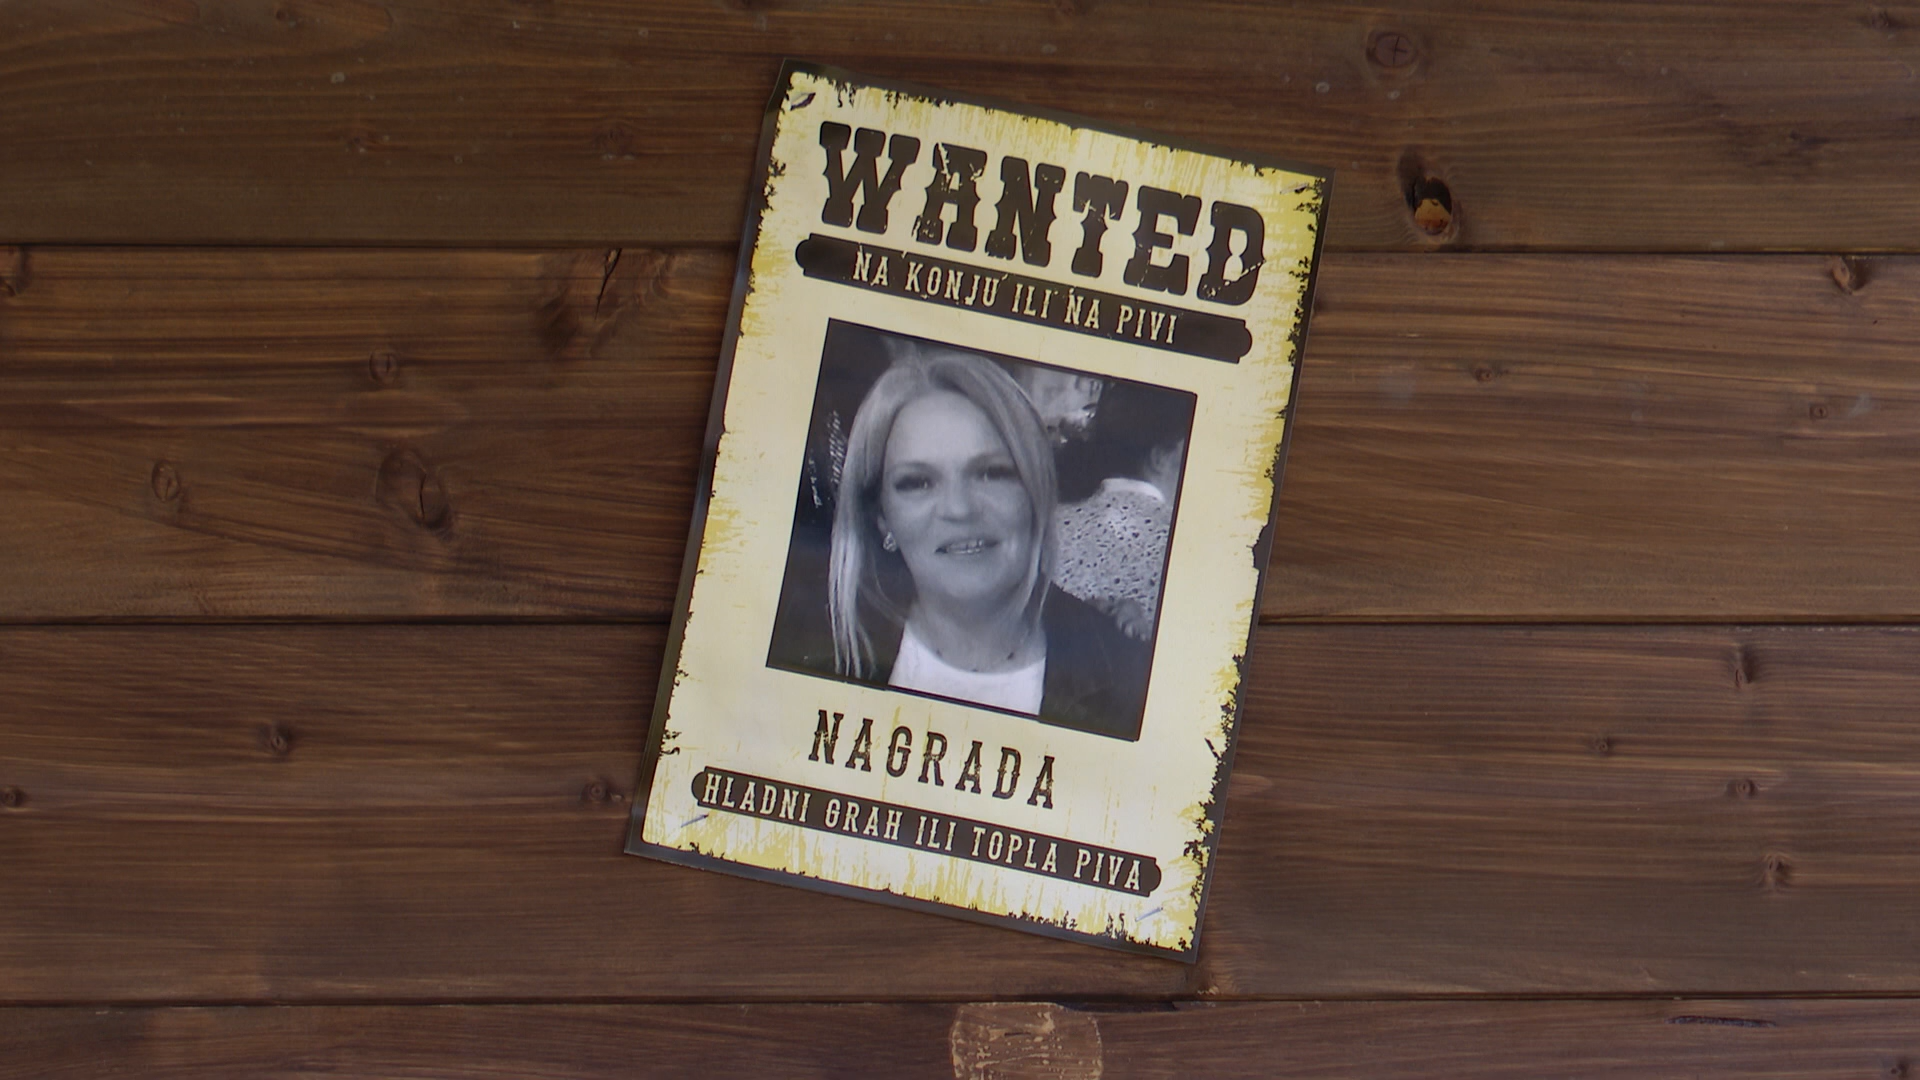 WANTED
NA KONJU ILI NA PIVI
NAGRADA
HLADNI GRAH ILI TOPLA PIVA